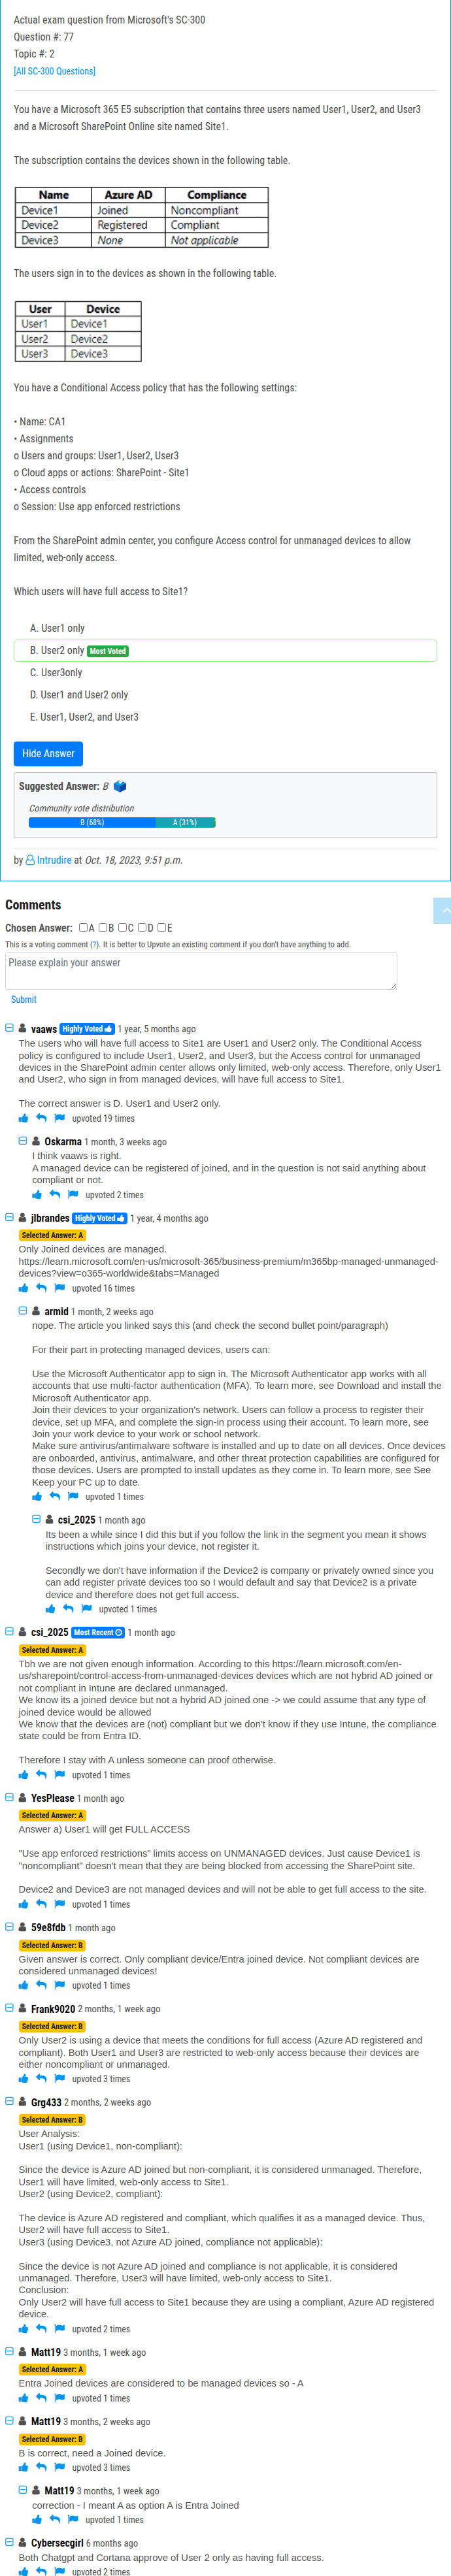 Actual exam question from Microsoft's SC-300
Question #: 77
Topic #: 2
[All SC-300 Questions]
You have a Microsoft 365 E5 subscription that contains three users named User1, User2, and User3
and a Microsoft SharePoint Online site named Site1.
The subscription contains the devices shown in the following table.
Name Azure AD Compliance
Device1 Joined Noncompliant
Device2 Registered Compliant
Device3 None Not applicable
The users sign in to the devices as shown in the following table.
User Device
User1 Device1
User2 Device2
User3 Device3
You have a Conditional Access policy that has the following settings:
• Name: CA1
• Assignments
o Users and groups: User1, User2, User3
o Cloud apps or actions: SharePoint - Site1
• Access controls
o Session: Use app enforced restrictions
From the SharePoint admin center, you configure Access control for unmanaged devices to allow
limited, web-only access.
Which users will have full access to Site1?
A. User1 only
B. User2 only Most Voted
C. User3only
D. User1 and User2 only
E. User1, User2, and User3
Hide Answer
Suggested Answer: B
Community vote distribution
B (68%) A (31%)
by Intrudire at Oct. 18, 2023, 9:51 p.m.
Comments
Chosen Answer: A B C D E
This is a voting comment (?). It is better to Upvote an existing comment if you don't have anything to add.
Please explain your answer
Submit
vaaws Highly Voted 1 year, 5 months ago
The users who will have full access to Site1 are User1 and User2 only. The Conditional Access
policy is configured to include User1, User2, and User3, but the Access control for unmanaged
devices in the SharePoint admin center allows only limited, web-only access. Therefore, only User1
and User2, who sign in from managed devices, will have full access to Site1.
The correct answer is D. User1 and User2 only.
upvoted 19 times
Oskarma 1 month, 3 weeks ago
I think vaaws is right.
A managed device can be registered of joined, and in the question is not said anything about
compliant or not.
upvoted 2 times
jlbrandes Highly Voted 1 year, 4 months ago
Selected Answer: A
Only Joined devices are managed.
https://learn.microsoft.com/en-us/microsoft-365/business-premium/m365bp-managed-unmanaged-
devices?view=o365-worldwide&tabs=Managed
upvoted 16 times
armid 1 month, 2 weeks ago
nope. The article you linked says this (and check the second bullet point/paragraph)
For their part in protecting managed devices, users can:
Use the Microsoft Authenticator app to sign in. The Microsoft Authenticator app works with all
accounts that use multi-factor authentication (MFA). To learn more, see Download and install the
Microsoft Authenticator app.
Join their devices to your organization's network. Users can follow a process to register their
device, set up MFA, and complete the sign-in process using their account. To learn more, see
Join your work device to your work or school network.
Make sure antivirus/antimalware software is installed and up to date on all devices. Once devices
are onboarded, antivirus, antimalware, and other threat protection capabilities are configured for
those devices. Users are prompted to install updates as they come in. To learn more, see See
Keep your PC up to date.
upvoted 1 times
csi_2025 1 month ago
Its been a while since I did this but if you follow the link in the segment you mean it shows
instructions which joins your device, not register it.
Secondly we don't have information if the Device2 is company or privately owned since you
can add register private devices too so I would default and say that Device2 is a private
device and therefore does not get full access.
upvoted 1 times
csi_2025 Most Recent 1 month ago
Selected Answer: A
Tbh we are not given enough information. According to this https://learn.microsoft.com/en-
us/sharepoint/control-access-from-unmanaged-devices devices which are not hybrid AD joined or
not compliant in Intune are declared unmanaged.
We know its a joined device but not a hybrid AD joined one -> we could assume that any type of
joined device would be allowed
We know that the devices are (not) compliant but we don't know if they use Intune, the compliance
state could be from Entra ID.
Therefore I stay with A unless someone can proof otherwise.
upvoted 1 times
YesPlease 1 month ago
Selected Answer: A
Answer a) User1 will get FULL ACCESS
"Use app enforced restrictions" limits access on UNMANAGED devices. Just cause Device1 is
"noncompliant" doesn't mean that they are being blocked from accessing the SharePoint site.
Device2 and Device3 are not managed devices and will not be able to get full access to the site.
upvoted 1 times
59e8fdb 1 month ago
Selected Answer: B
Given answer is correct. Only compliant device/Entra joined device. Not compliant devices are
considered unmanaged devices!
upvoted 1 times
Frank9020 2 months, 1 week ago
Selected Answer: B
Only User2 is using a device that meets the conditions for full access (Azure AD registered and
compliant). Both User1 and User3 are restricted to web-only access because their devices are
either noncompliant or unmanaged.
upvoted 3 times
Grg433 2 months, 2 weeks ago
Selected Answer: B
User Analysis:
User1 (using Device1, non-compliant):
Since the device is Azure AD joined but non-compliant, it is considered unmanaged. Therefore,
User1 will have limited, web-only access to Site1.
User2 (using Device2, compliant):
The device is Azure AD registered and compliant, which qualifies it as a managed device. Thus,
User2 will have full access to Site1.
User3 (using Device3, not Azure AD joined, compliance not applicable):
Since the device is not Azure AD joined and compliance is not applicable, it is considered
unmanaged. Therefore, User3 will have limited, web-only access to Site1.
Conclusion:
Only User2 will have full access to Site1 because they are using a compliant, Azure AD registered
device.
upvoted 2 times
Matt19 3 months, 1 week ago
Selected Answer: A
Entra Joined devices are considered to be managed devices so - A
upvoted 1 times
Matt19 3 months, 2 weeks ago
Selected Answer: B
B is correct, need a Joined device.
upvoted 3 times
Matt19 3 months, 1 week ago
correction - I meant A as option A is Entra Joined
upvoted 1 times
Cybersecgirl 6 months ago
Both Chatgpt and Cortana approve of User 2 only as having full access.
upvoted 2 times